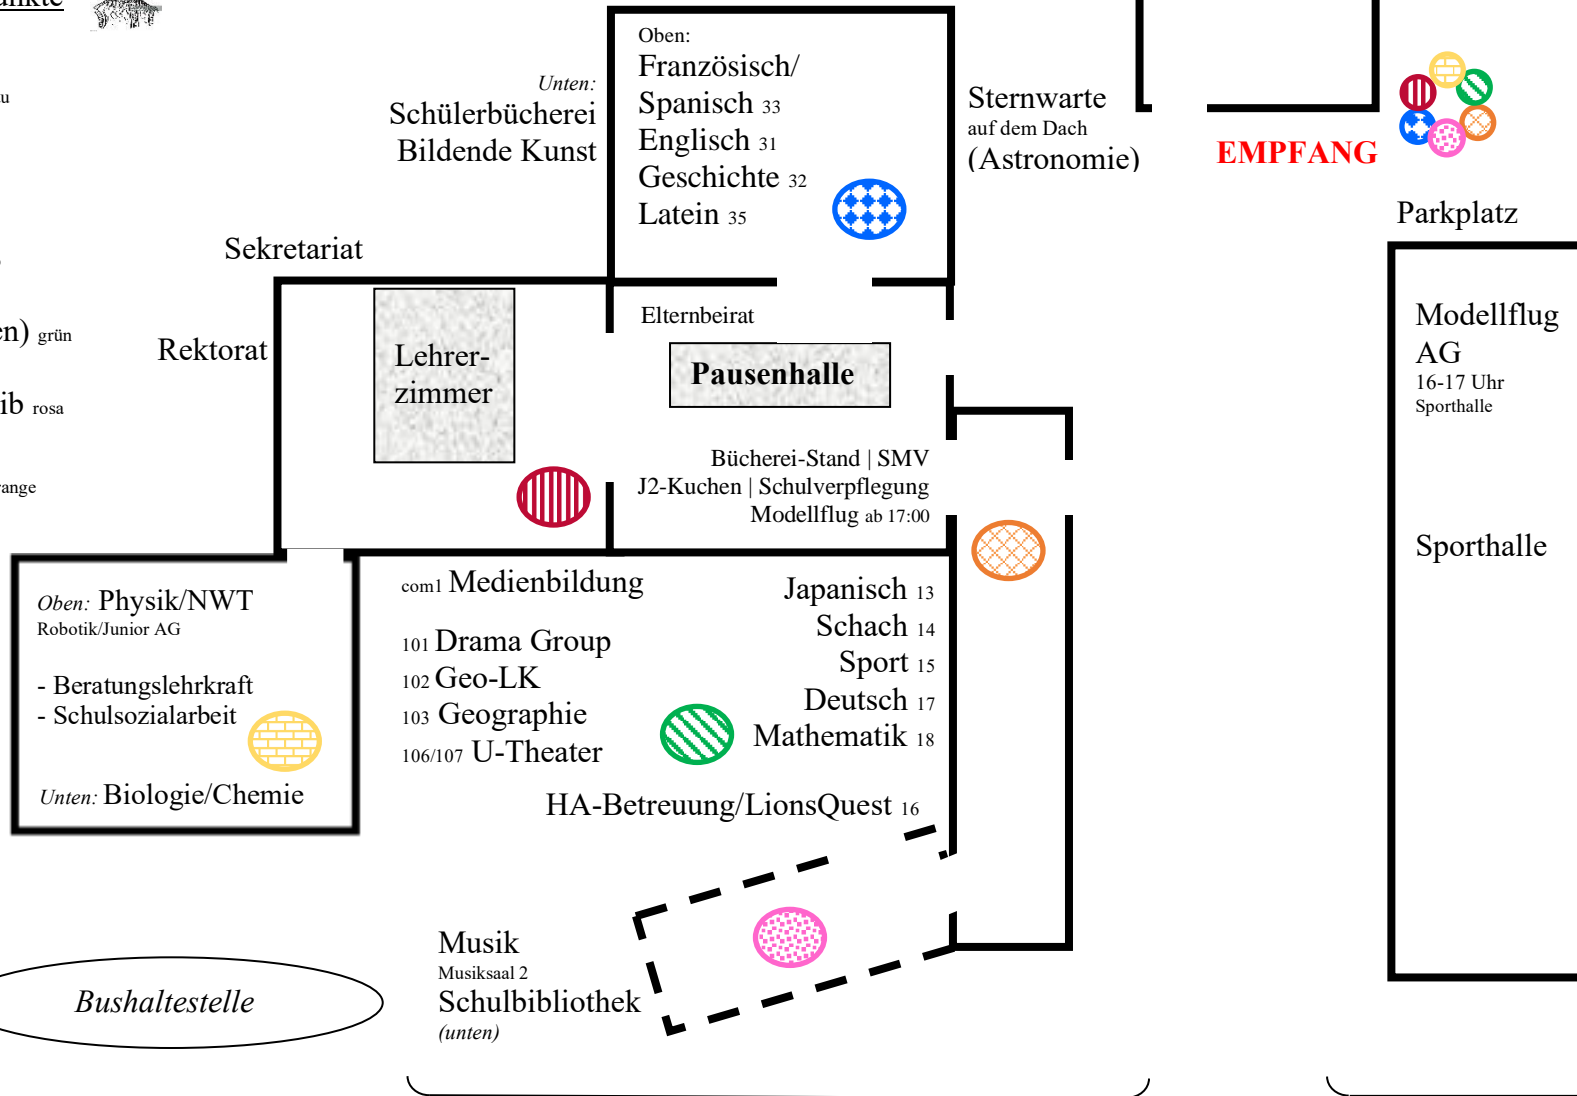 grün
rosa
Unten:
Schülerbücherei
Bildende Kunst
Oben:
Französisch/
Spanisch 33
Englisch 31
Geschichte 32
Latein 35
Sternwarte
auf dem Dach
(Astronomie)
EMPFANG
Parkplatz
Sekretariat
Rektorat
Lehrer-
zimmer
Elternbeirat
Pausenhalle
Bücherei-Stand | SMV
J2-Kuchen | Schulverpflegung
Modellflug ab 17:00
Modellflug
AG
16-17 Uhr
Sporthalle
Sporthalle
Oben: Physik/NWT
Robotik/Junior AG
- Beratungslehrkraft
- Schulsozialarbeit
Unten: Biologie/Chemie
com1 Medienbildung
101 Drama Group
102 Geo-LK
103 Geographie
106/107 U-Theater
Japanisch 13
Schach 14
Sport 15
Deutsch 17
Mathematik 18
HA-Betreuung/LionsQuest 16
Musik
Musiksaal 2
Schulbibliothek
(unten)
Bushaltestelle